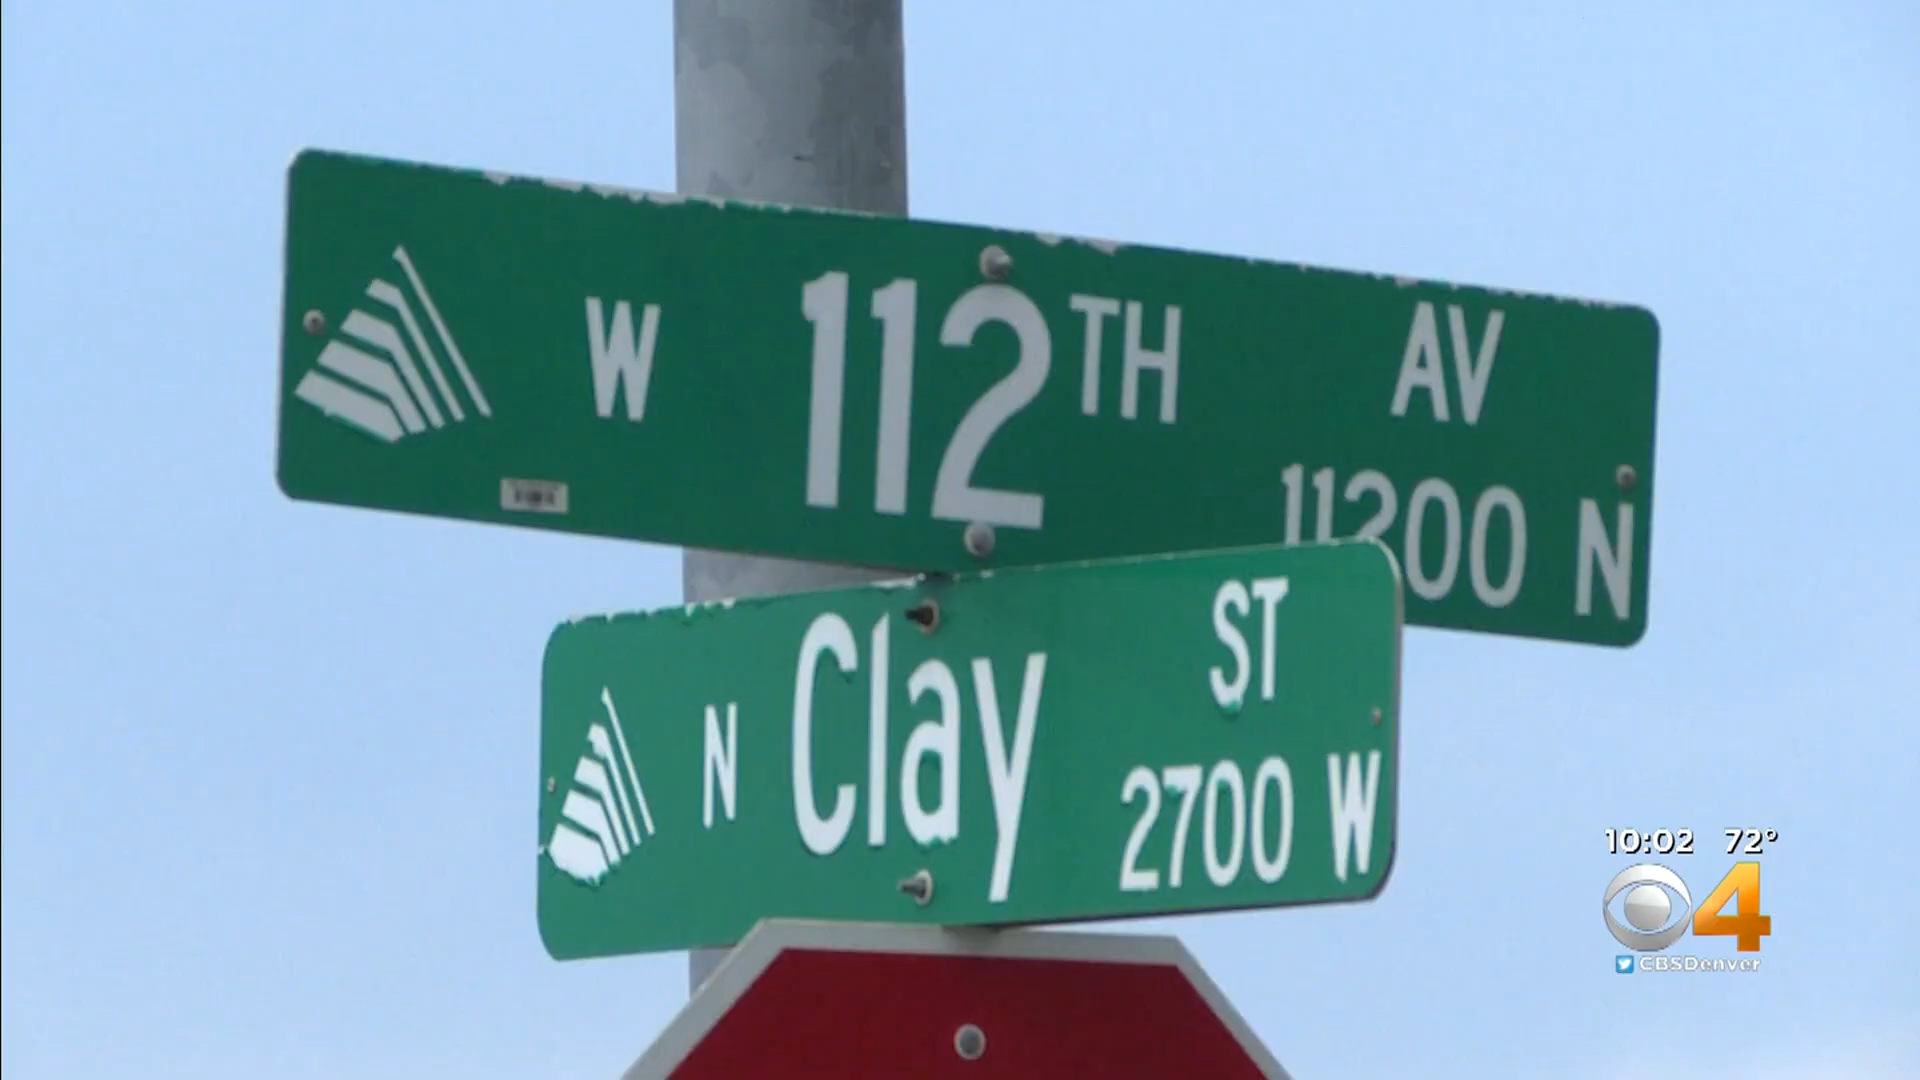 W 112TH AV
11200 N
N Clay ST
2700 W
10:02 72°
4
CBSDenver